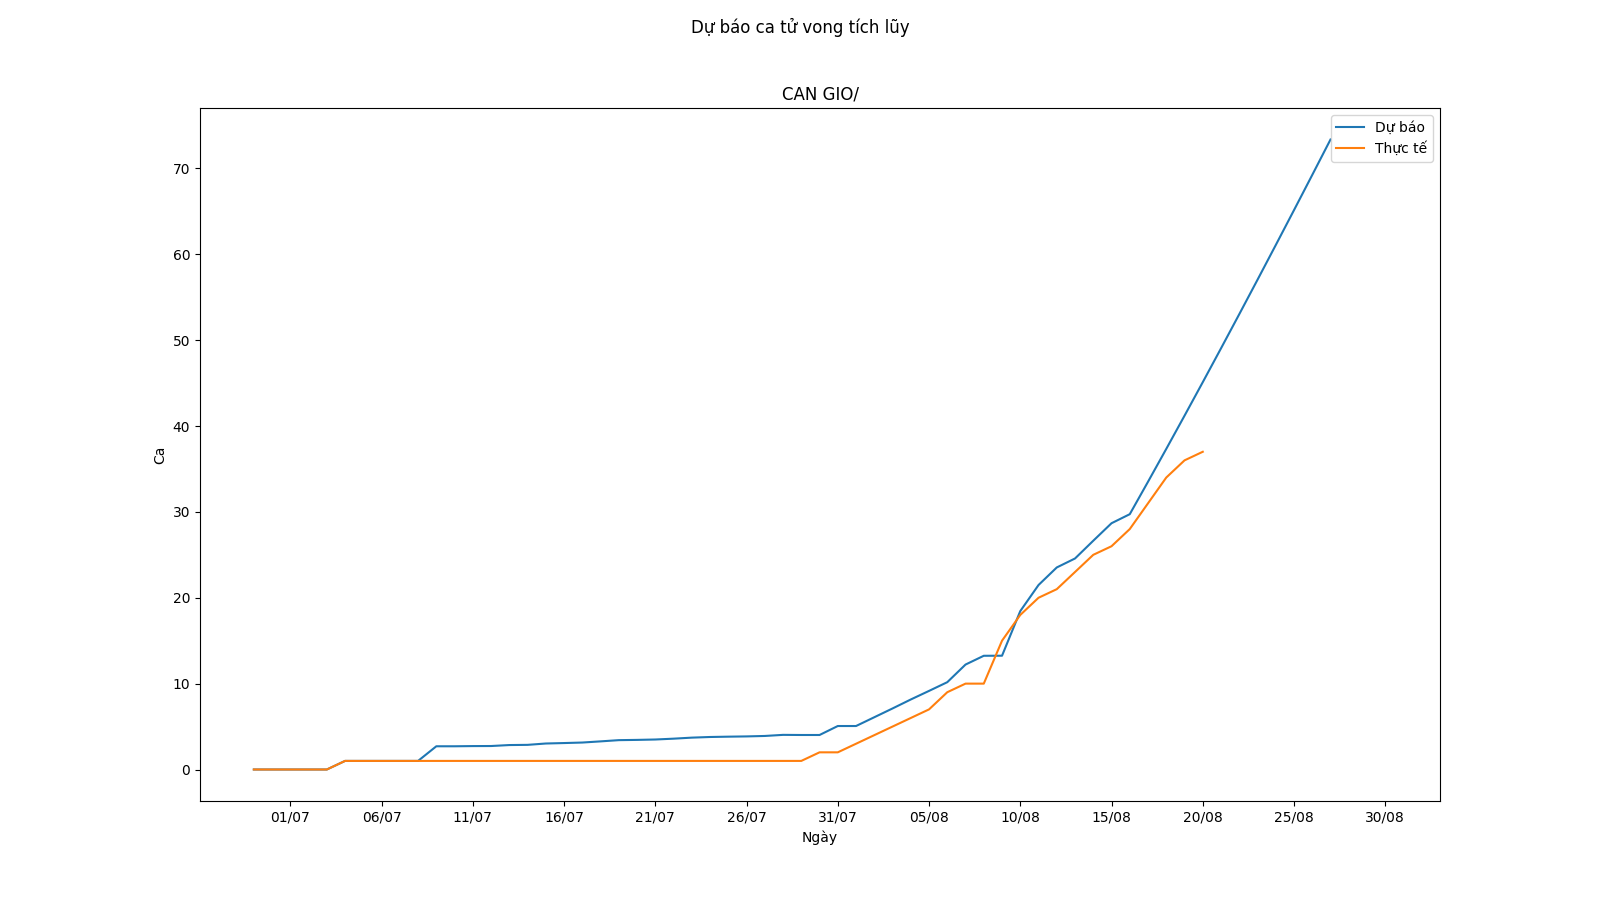 Dự báo ca tử vong tích lũy
CAN GIO/
Dự báo
Thực tế
70
60
50
40
30
20
10
0
Ca
01/07 06/07 11/07 16/07 21/07 26/07 31/07 05/08 10/08 15/08 20/08 25/08 30/08
Ngày